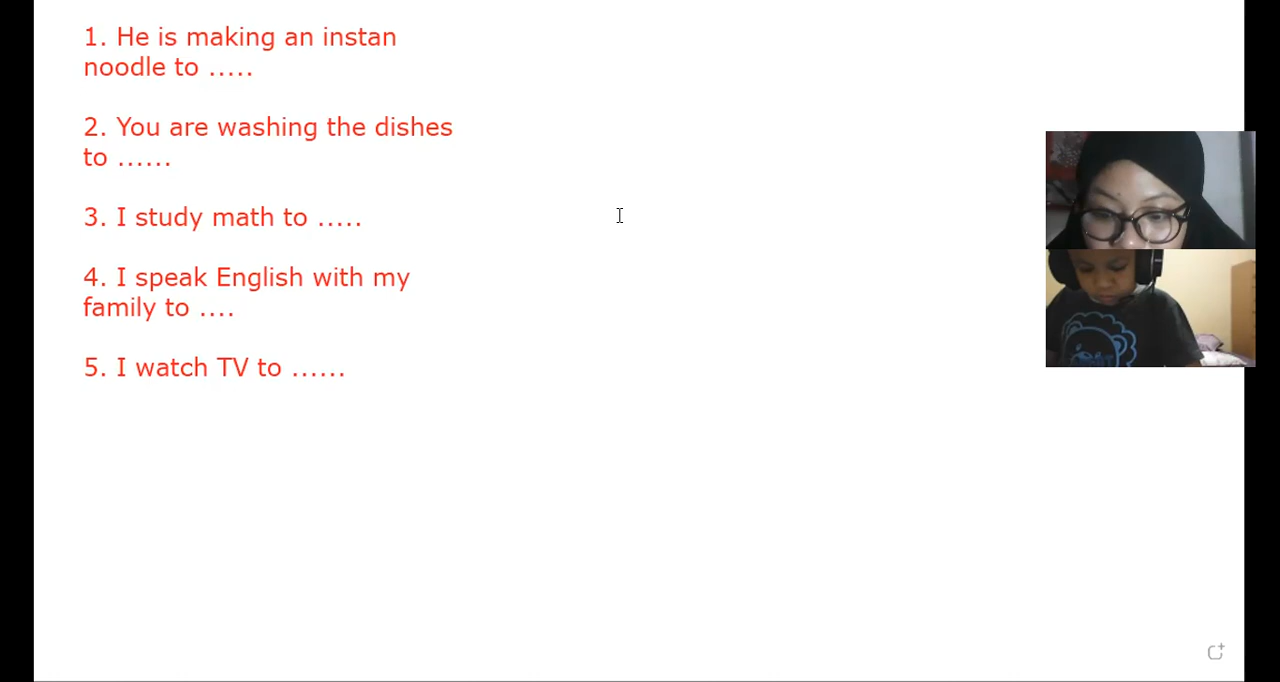 1. He is making an instan
noodle to .....
2. You are washing the dishes
to ......
3. I study math to .....
4. I speak English with my
family to ....
5. I watch TV to ......